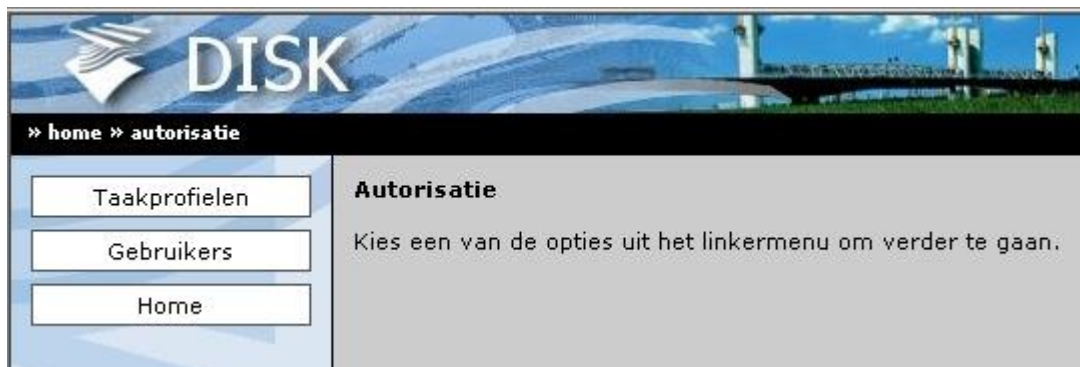 DISK
» home » autorisatie
Taakprofielen
Gebruikers
Home
Autorisatie
Kies een van de opties uit het linkermenu om verder te gaan.